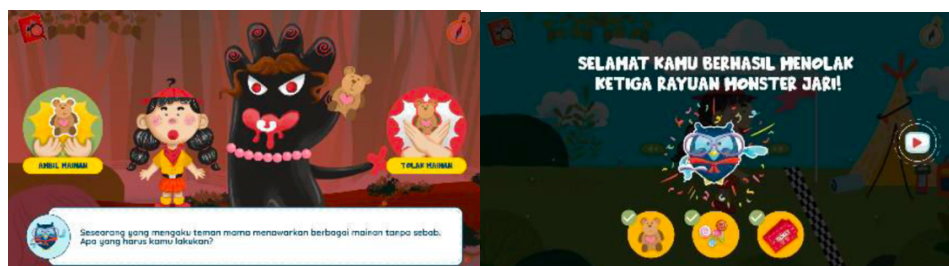 AMBIL MAINAN
TOLAK MAINAN
Seseorang yang mengaku teman mama menawarkan berbagai mainan tanpa sebab.
Apa yang harus kamu lakukan?
SELAMAT KAMU BERHASIL MENOLAK
KETIGA RAYUAN MONSTER JARI!